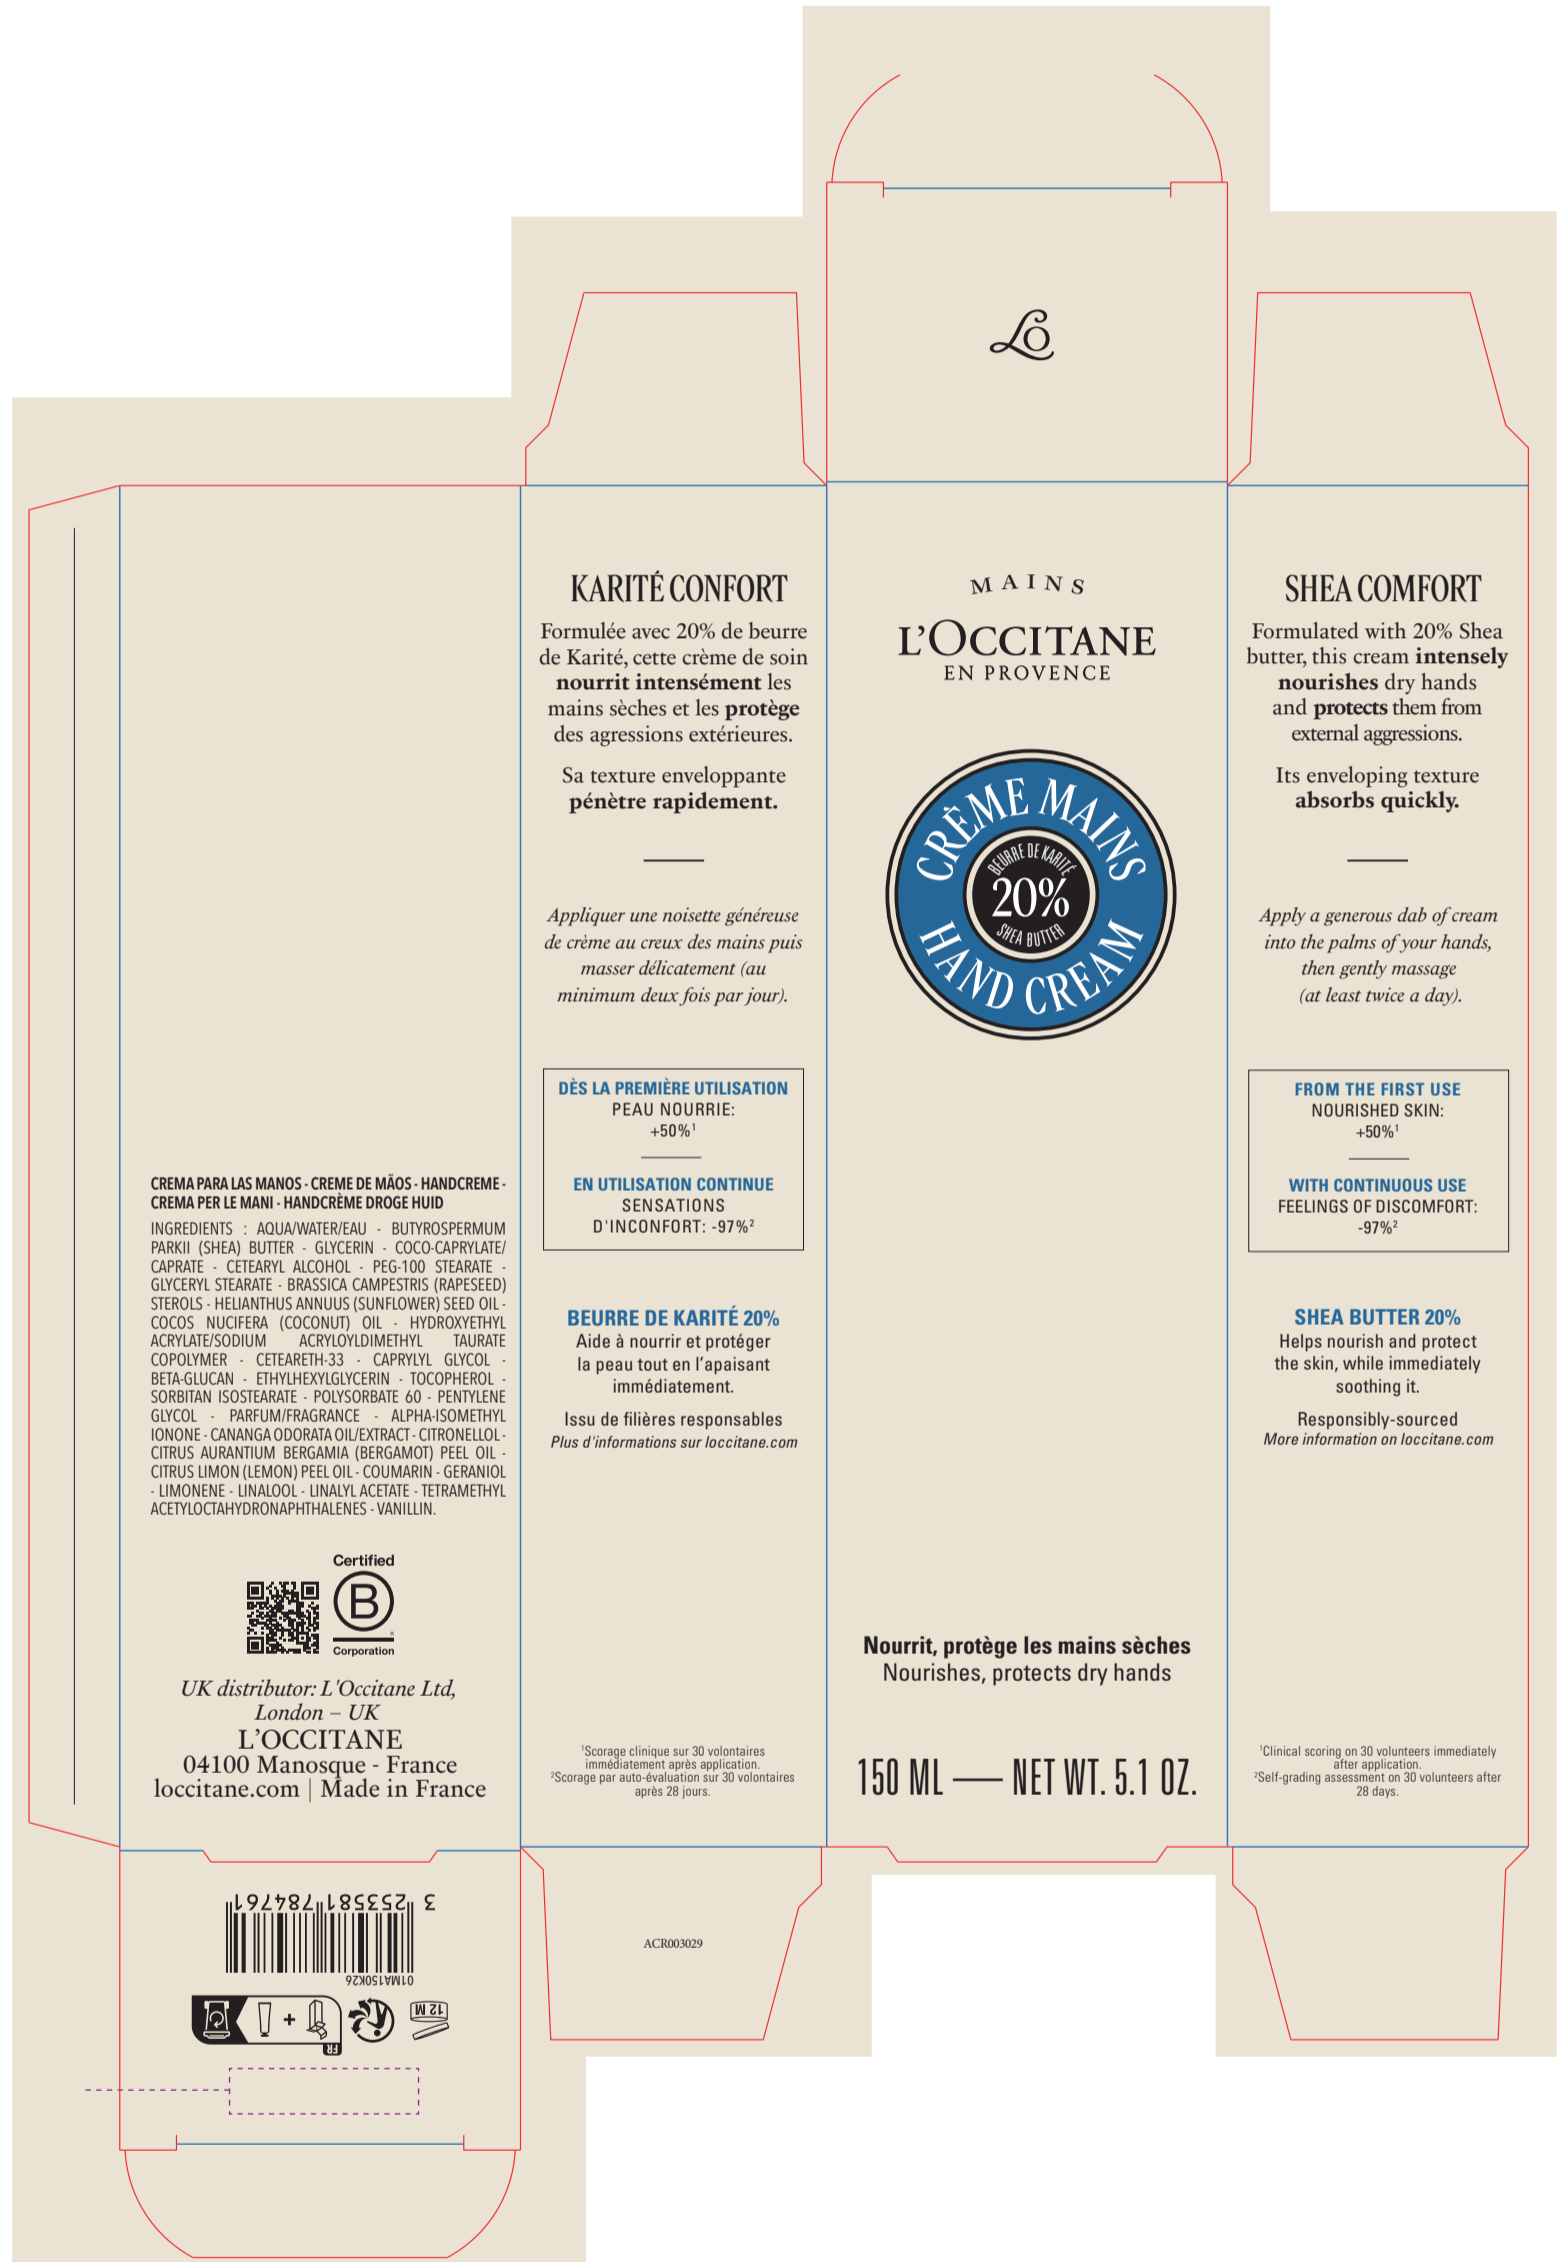 LO
KARITÉ CONFORT
Formulée avec 20% de beurre
de Karité, cette crème de soin
nourrit intensément les
mains sèches et les protège
des agressions extérieures.
Sa texture enveloppante
pénètre rapidement.
Appliquer une noisette généreuse
de crème au creux des mains puis
masser délicatement (au
minimum deux fois par jour).
DÈS LA PREMIÈRE UTILISATION
PEAU NOURRIE:
+50%¹
EN UTILISATION CONTINUE
SENSATIONS
D'INCONFORT: -97%²
BEURRE DE KARITÉ 20%
Aide à nourrir et protéger
la peau tout en l’apaisant
immédiatement.
Issu de filières responsables
Plus d'informations sur loccitane.com
¹Scorage clinique sur 30 volontaires
immédiatement après application.
²Scorage par auto-évaluation sur 30 volontaires
après 28 jours.
MAINS
L’OCCITANE
EN PROVENCE
CRÈME MAINS
BEURRE DE KARITÉ
20%
SHEA BUTTER
HAND CREAM
Nourrit, protège les mains sèches
Nourishes, protects dry hands
150 ML — NET WT. 5.1 OZ.
SHEA COMFORT
Formulated with 20% Shea
butter, this cream intensely
nourishes dry hands
and protects them from
external aggressions.
Its enveloping texture
absorbs quickly.
Apply a generous dab of cream
into the palms of your hands,
then gently massage
(at least twice a day).
FROM THE FIRST USE
NOURISHED SKIN:
+50%¹
WITH CONTINUOUS USE
FEELINGS OF DISCOMFORT:
-97%²
SHEA BUTTER 20%
Helps nourish and protect
the skin, while immediately
soothing it.
Responsibly-sourced
More information on loccitane.com
¹Clinical scoring on 30 volunteers immediately
after application.
²Self-grading assessment on 30 volunteers after
28 days.
CREMA PARA LAS MANOS - CREME DE MÃOS - HANDCREME -
CREMA PER LE MANI - HANDCRÈME DROGE HUID
INGREDIENTS : AQUA/WATER/EAU - BUTYROSPERMUM
PARKII (SHEA) BUTTER - GLYCERIN - COCO-CAPRYLATE/
CAPRATE - CETEARYL ALCOHOL - PEG-100 STEARATE -
GLYCERYL STEARATE - BRASSICA CAMPESTRIS (RAPESEED)
STEROLS - HELIANTHUS ANNUUS (SUNFLOWER) SEED OIL -
COCOS NUCIFERA (COCONUT) OIL - HYDROXYETHYL
ACRYLATE/SODIUM ACRYLOYLDIMETHYL TAURATE
COPOLYMER - CETEARETH-33 - CAPRYLYL GLYCOL -
BETA-GLUCAN - ETHYLHEXYLGLYCERIN - TOCOPHEROL -
SORBITAN ISOSTEARATE - POLYSORBATE 60 - PENTYLENE
GLYCOL - PARFUM/FRAGRANCE - ALPHA-ISOMETHYL
IONONE - CANANGA ODORATA OIL/EXTRACT - CITRONELLOL -
CITRUS AURANTIUM BERGAMIA (BERGAMOT) PEEL OIL -
CITRUS LIMON (LEMON) PEEL OIL - COUMARIN - GERANIOL
- LIMONENE - LINALOOL - LINALYL ACETATE - TETRAMETHYL
ACETYLOCTAHYDRONAPHTHALENES - VANILLIN.
Certified
B
®
Corporation
UK distributor: L'Occitane Ltd,
London – UK
L’OCCITANE
04100 Manosque - France
loccitane.com | Made in France
3 253581 784761
01MA150K26
12 M
+
FR
ACR003029